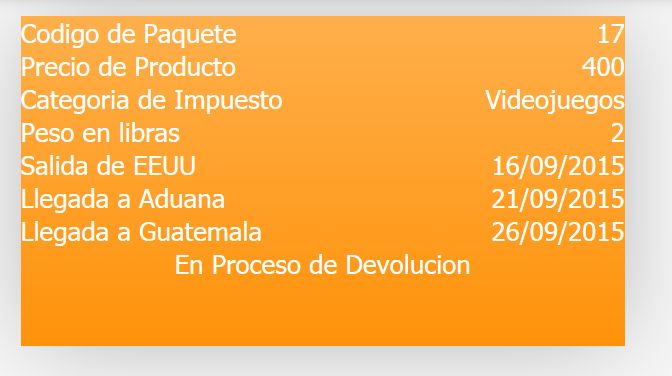 Codigo de Paquete 17
Precio de Producto 400
Categoria de Impuesto Videojuegos
Peso en libras 2
Salida de EEUU 16/09/2015
Llegada a Aduana 21/09/2015
Llegada a Guatemala 26/09/2015
En Proceso de Devolucion